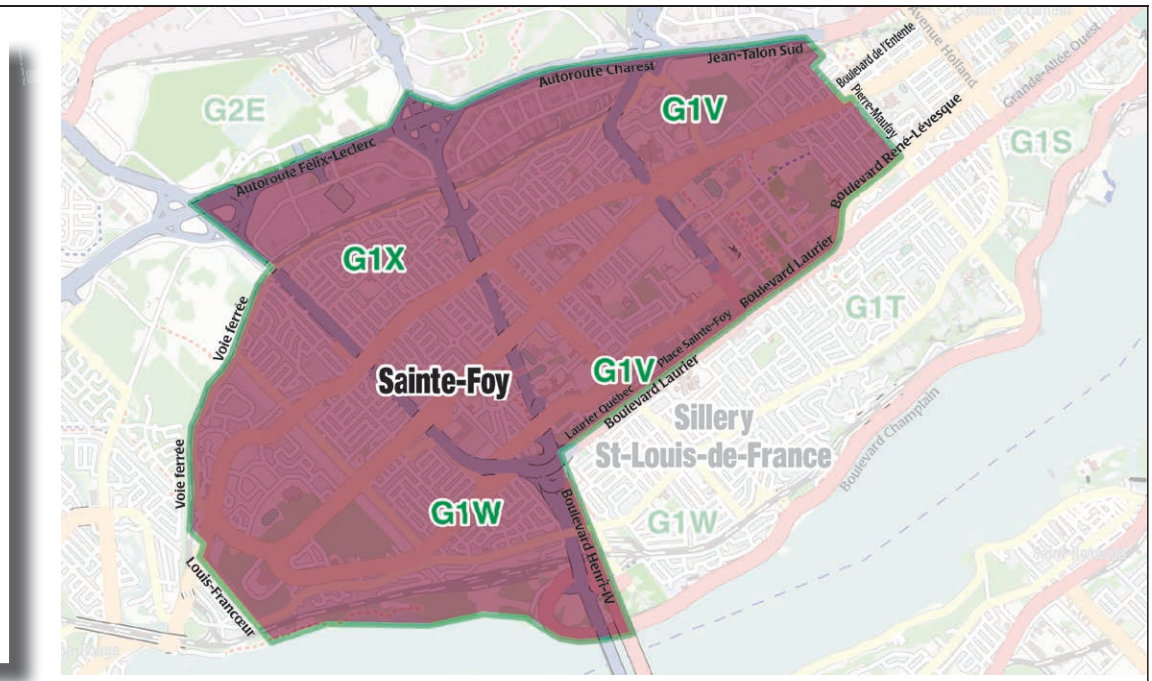 Jean-Talon Sud
Boulevard de l'Entente
Avenue Holland
Grande-Allée Ouest
Autoroute Charest
G2E
G1V
Pierre-Maufay
Boulevard René-Lévesque
G1S
Autoroute Félix-Leclerc
G1X
Boulevard Laurier
G1T
Voie ferrée
Place Sainte-Foy
G1V
Sainte-Foy
Laurier Québec
Boulevard Laurier
Sillery
St-Louis-de-France
Boulevard Champlain
Voie ferrée
G1W
G1W
Boulevard Henri-IV
Louis-Francœur